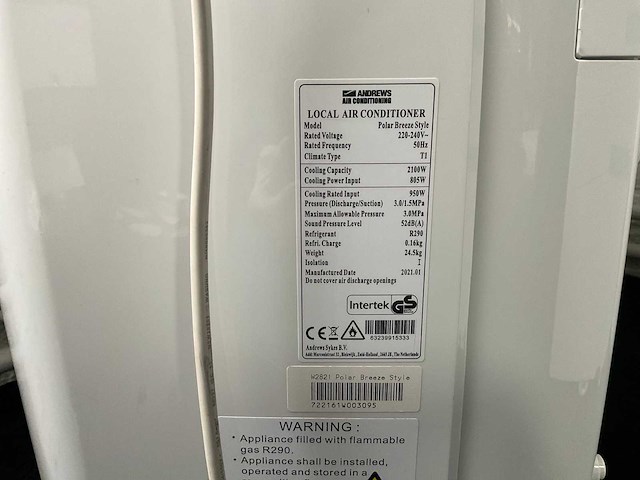 ANDREWS
AIR CONDITIONING
LOCAL AIR CONDITIONER
Model Polar Breeze Style
Rated Voltage 220-240V~
Rated Frequency 50Hz
Climate Type T1
Cooling Capacity 2100W
Cooling Power Input 805W
Cooling Rated Input 950W
Pressure (Discharge/Suction) 3.0/1.5MPa
Maximum Allowable Pressure 3.0MPa
Sound Pressure Level 52dB(A)
Refrigerant R290
Refri. Charge 0.16kg
Weight 24.5kg
Isolation I
Manufactured Date 2021.01
Do not cover air discharge openings
Intertek GS
CE
63239915333
Andrews Sykes B.V.
The Netherlands
W2821 Polar Breeze Style
722161W003095
WARNING :
• Appliance filled with flammable
gas R290.
• Appliance shall be installed,
operated and stored in a